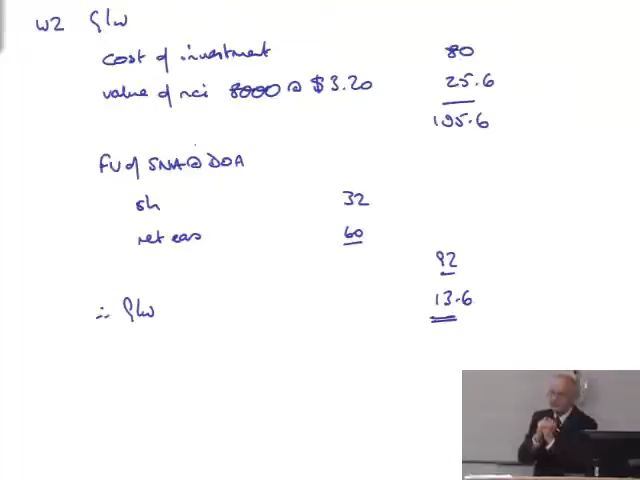 W2 g/w
cost of investment 80
value of nci 8000 @ $3.20 25.6
105.6
FV of SNA @ DOA
sh 32
ret ears 60
92
∴ g/w 13.6